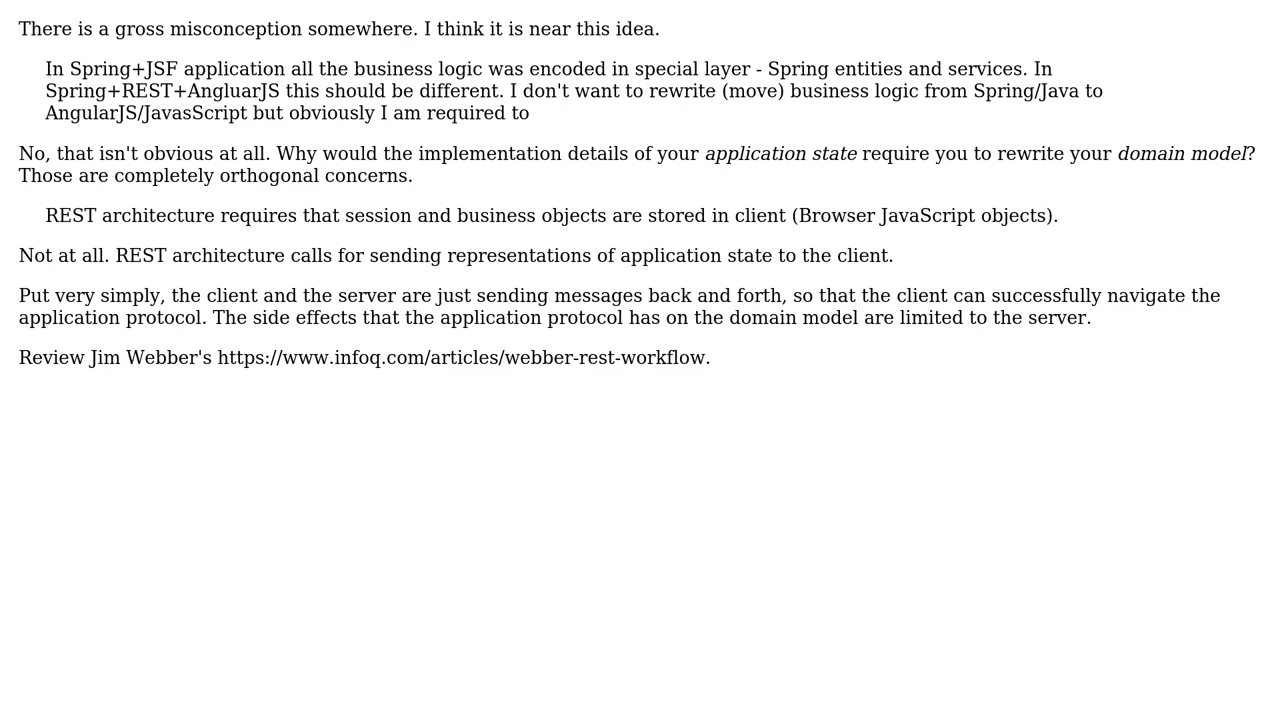 There is a gross misconception somewhere. I think it is near this idea.
In Spring+JSF application all the business logic was encoded in special layer - Spring entities and services. In
Spring+REST+AngluarJS this should be different. I don't want to rewrite (move) business logic from Spring/Java to
AngularJS/JavasScript but obviously I am required to
No, that isn't obvious at all. Why would the implementation details of your application state require you to rewrite your domain model?
Those are completely orthogonal concerns.
REST architecture requires that session and business objects are stored in client (Browser JavaScript objects).
Not at all. REST architecture calls for sending representations of application state to the client.
Put very simply, the client and the server are just sending messages back and forth, so that the client can successfully navigate the
application protocol. The side effects that the application protocol has on the domain model are limited to the server.
Review Jim Webber's https://www.infoq.com/articles/webber-rest-workflow.